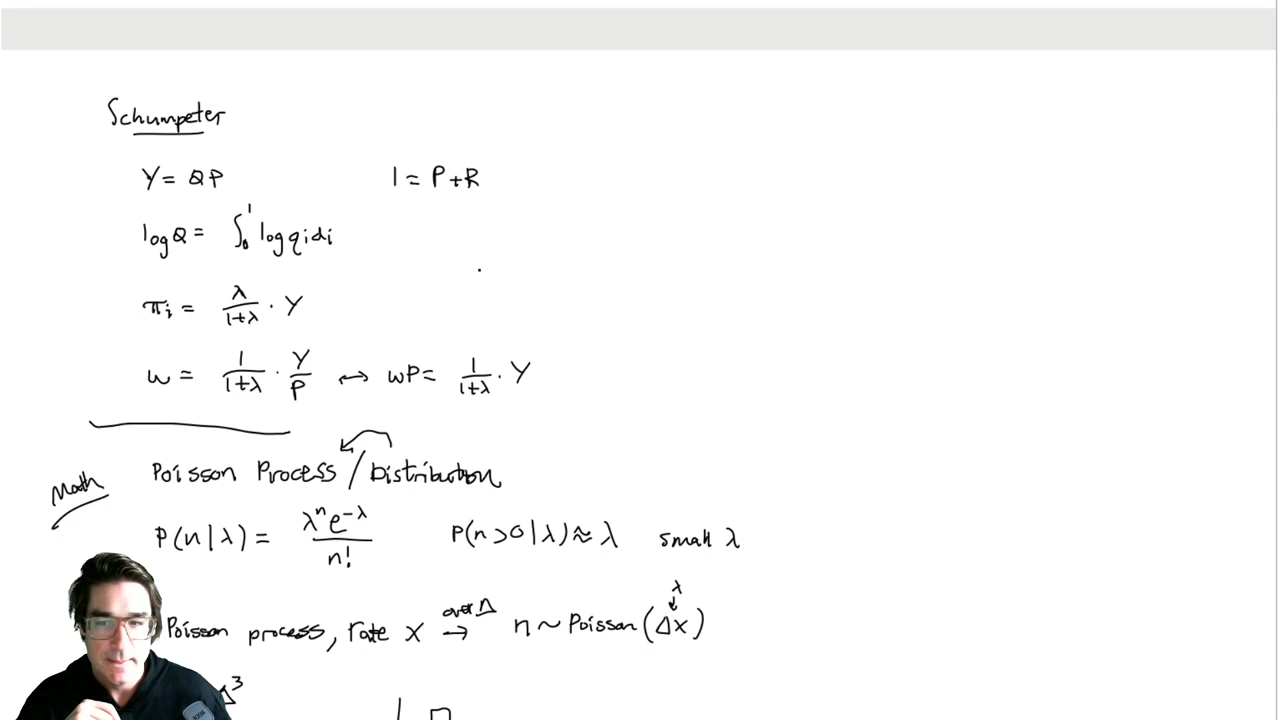 Schumpeter
Y = QP    1 = P+R
log Q = ∫₀¹ log qi di
πi = λ/(1+λ) · Y
w = 1/(1+λ) · Y/P ↔ wP = 1/(1+λ) · Y
Math
Poisson Process / Distribution
P(n|λ) = λⁿe^(-λ)/n!    P(n>0|λ) ≈ λ    small λ
Poisson process, rate x → over Δ n ~ Poisson(Δx) λ
Δ³